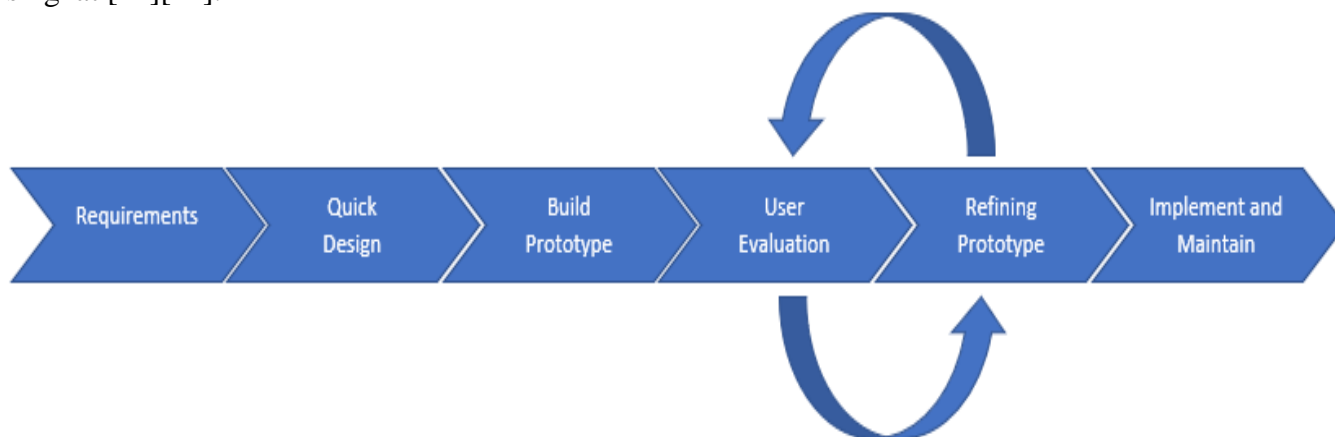 Requirements
Quick
Design
Build
Prototype
User
Evaluation
Refining
Prototype
Implement and
Maintain